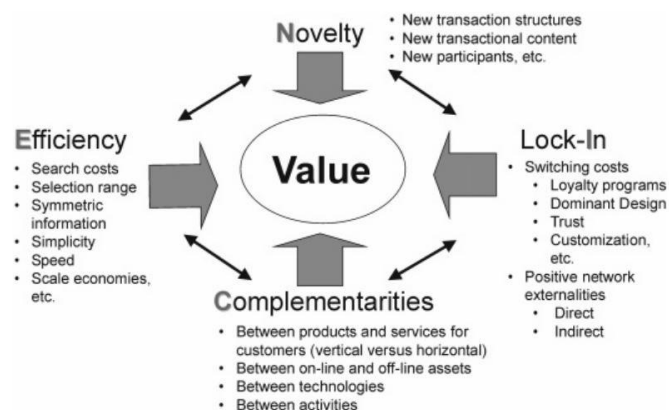 Novelty
• New transaction structures
• New transactional content
• New participants, etc.
Efficiency
• Search costs
• Selection range
• Symmetric
information
• Simplicity
• Speed
• Scale economies,
etc.
Value
Lock-In
• Switching costs
• Loyalty programs
• Dominant Design
• Trust
• Customization,
etc.
• Positive network
externalities
• Direct
• Indirect
Complementarities
• Between products and services for
customers (vertical versus horizontal)
• Between on-line and off-line assets
• Between technologies
• Between activities